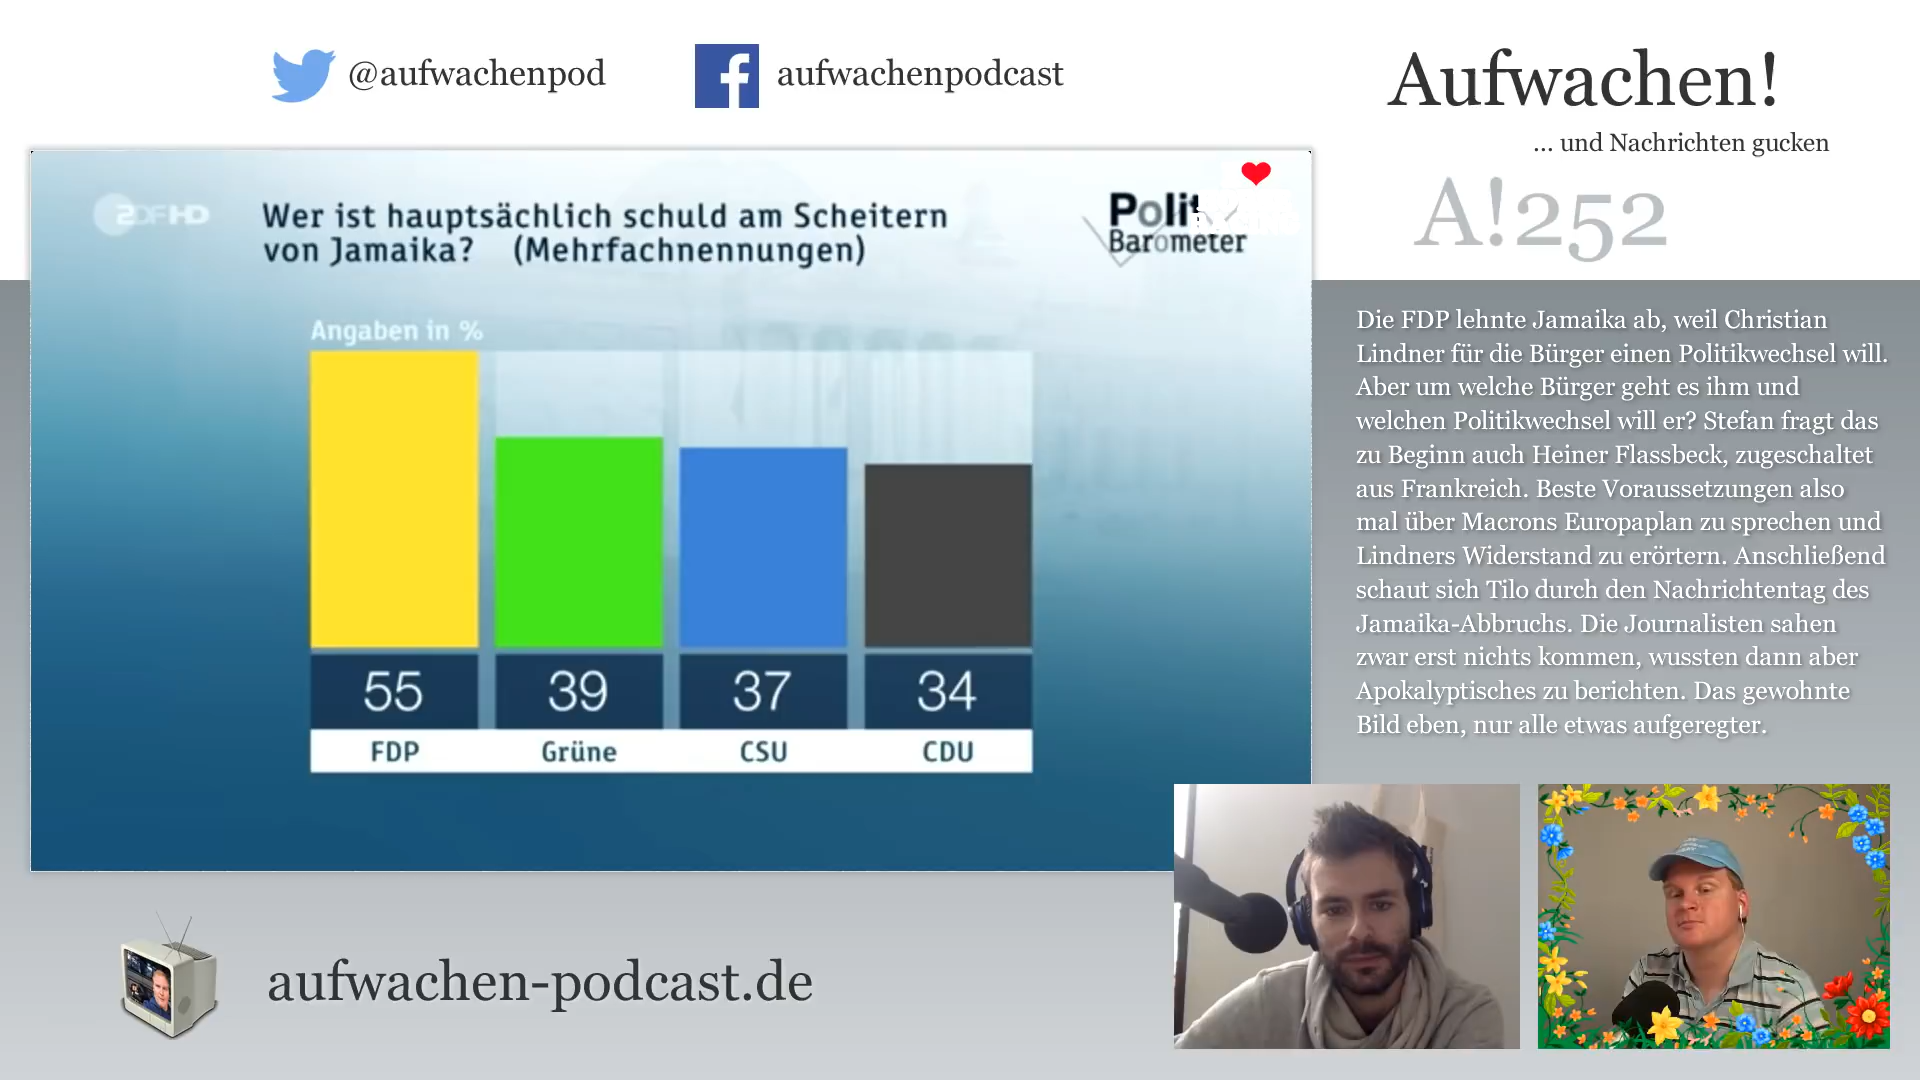 @aufwachenpod
aufwachenpodcast
Aufwachen!
... und Nachrichten gucken
A!252
ZDFHD
Wer ist hauptsächlich schuld am Scheitern
von Jamaika? (Mehrfachnennungen)
Barometer
Angaben in %
55 39 37 34
FDP Grüne CSU CDU
Die FDP lehnte Jamaika ab, weil Christian
Lindner für die Bürger einen Politikwechsel will.
Aber um welche Bürger geht es ihm und
welchen Politikwechsel will er? Stefan fragt das
zu Beginn auch Heiner Flassbeck, zugeschaltet
aus Frankreich. Beste Voraussetzungen also
mal über Macrons Europaplan zu sprechen und
Lindners Widerstand zu erörtern. Anschließend
schaut sich Tilo durch den Nachrichtentag des
Jamaika-Abbruchs. Die Journalisten sahen
zwar erst nichts kommen, wussten dann aber
Apokalyptisches zu berichten. Das gewohnte
Bild eben, nur alle etwas aufgeregter.
aufwachen-podcast.de